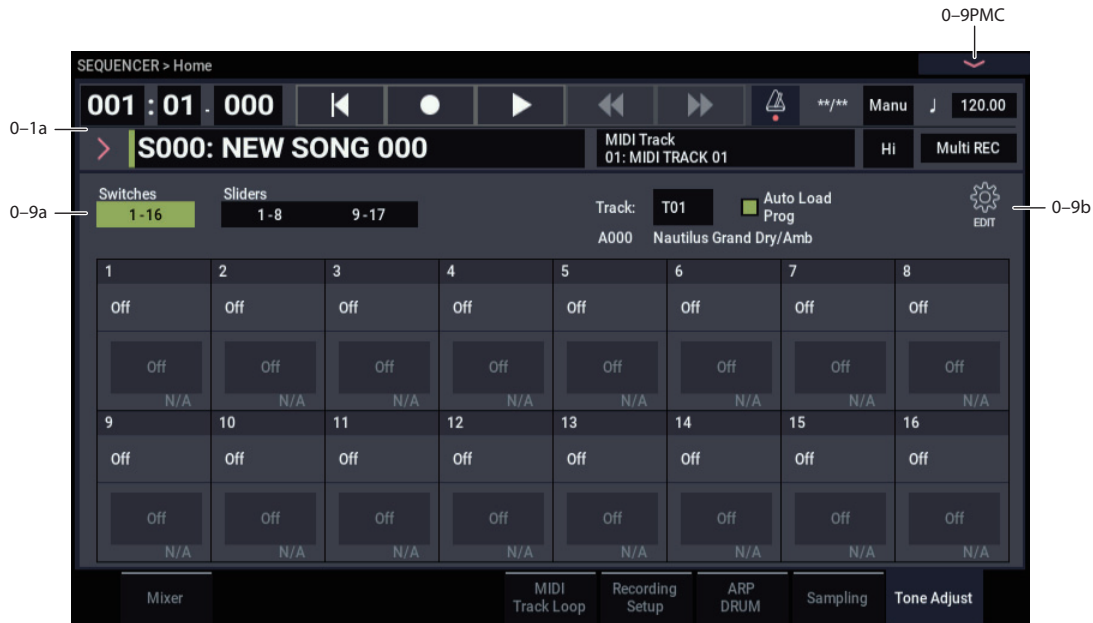 0–9PMC
SEQUENCER > Home
001 : 01 . 000
**/**
Manu
♩ 120.00
0–1a
S000: NEW SONG 000
MIDI Track
01: MIDI TRACK 01
Hi
Multi REC
0–9a
Switches
1-16
Sliders
1-8 9-17
Track: T01
Auto Load
Prog
A000 Nautilus Grand Dry/Amb
EDIT
0–9b
1 2 3 4 5 6 7 8
Off Off Off Off Off Off Off Off
Off Off Off Off Off Off Off Off
N/A N/A N/A N/A N/A N/A N/A N/A
9 10 11 12 13 14 15 16
Off Off Off Off Off Off Off Off
Off Off Off Off Off Off Off Off
N/A N/A N/A N/A N/A N/A N/A N/A
Mixer
MIDI
Track Loop
Recording
Setup
ARP
DRUM
Sampling
Tone Adjust